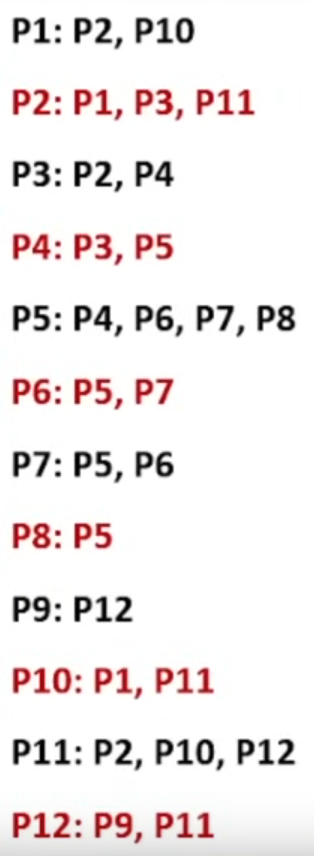 P1: P2, P10
P2: P1, P3, P11
P3: P2, P4
P4: P3, P5
P5: P4, P6, P7, P8
P6: P5, P7
P7: P5, P6
P8: P5
P9: P12
P10: P1, P11
P11: P2, P10, P12
P12: P9, P11